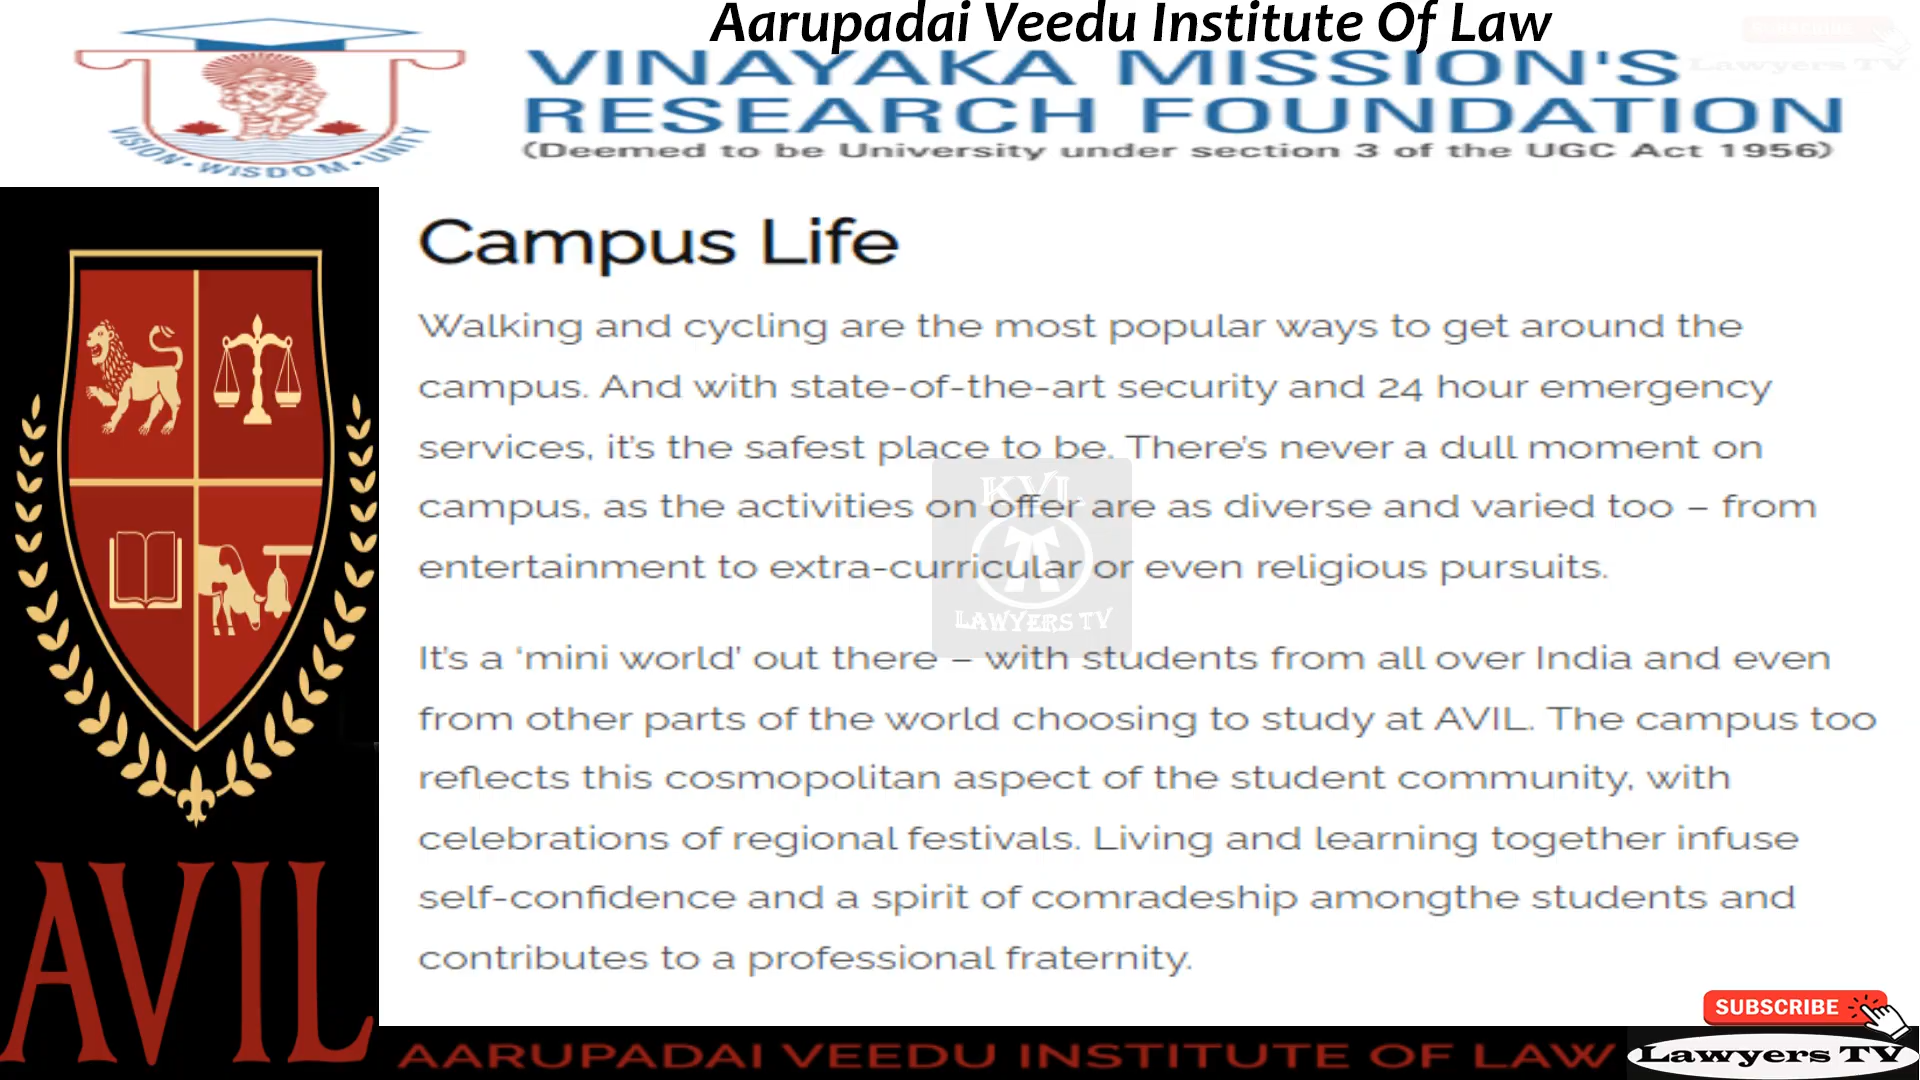 Aarupadai Veedu Institute Of Law
VINAYAKA MISSION'S
RESEARCH FOUNDATION
(Deemed to be University under section 3 of the UGC Act 1956)
VISION • WISDOM • UNITY
SUBSCRIBE
Lawyers TV
Campus Life
Walking and cycling are the most popular ways to get around the
campus. And with state-of-the-art security and 24 hour emergency
services, it's the safest place to be. There's never a dull moment on
campus, as the activities on offer are as diverse and varied too – from
entertainment to extra-curricular or even religious pursuits.
KVL
LAWYERS TV
It's a ‘mini world’ out there – with students from all over India and even
from other parts of the world choosing to study at AVIL. The campus too
reflects this cosmopolitan aspect of the student community, with
celebrations of regional festivals. Living and learning together infuse
self-confidence and a spirit of comradeship amongthe students and
contributes to a professional fraternity.
AVIL
SUBSCRIBE
AARUPADAI VEEDU INSTITUTE OF LAW
Lawyers TV